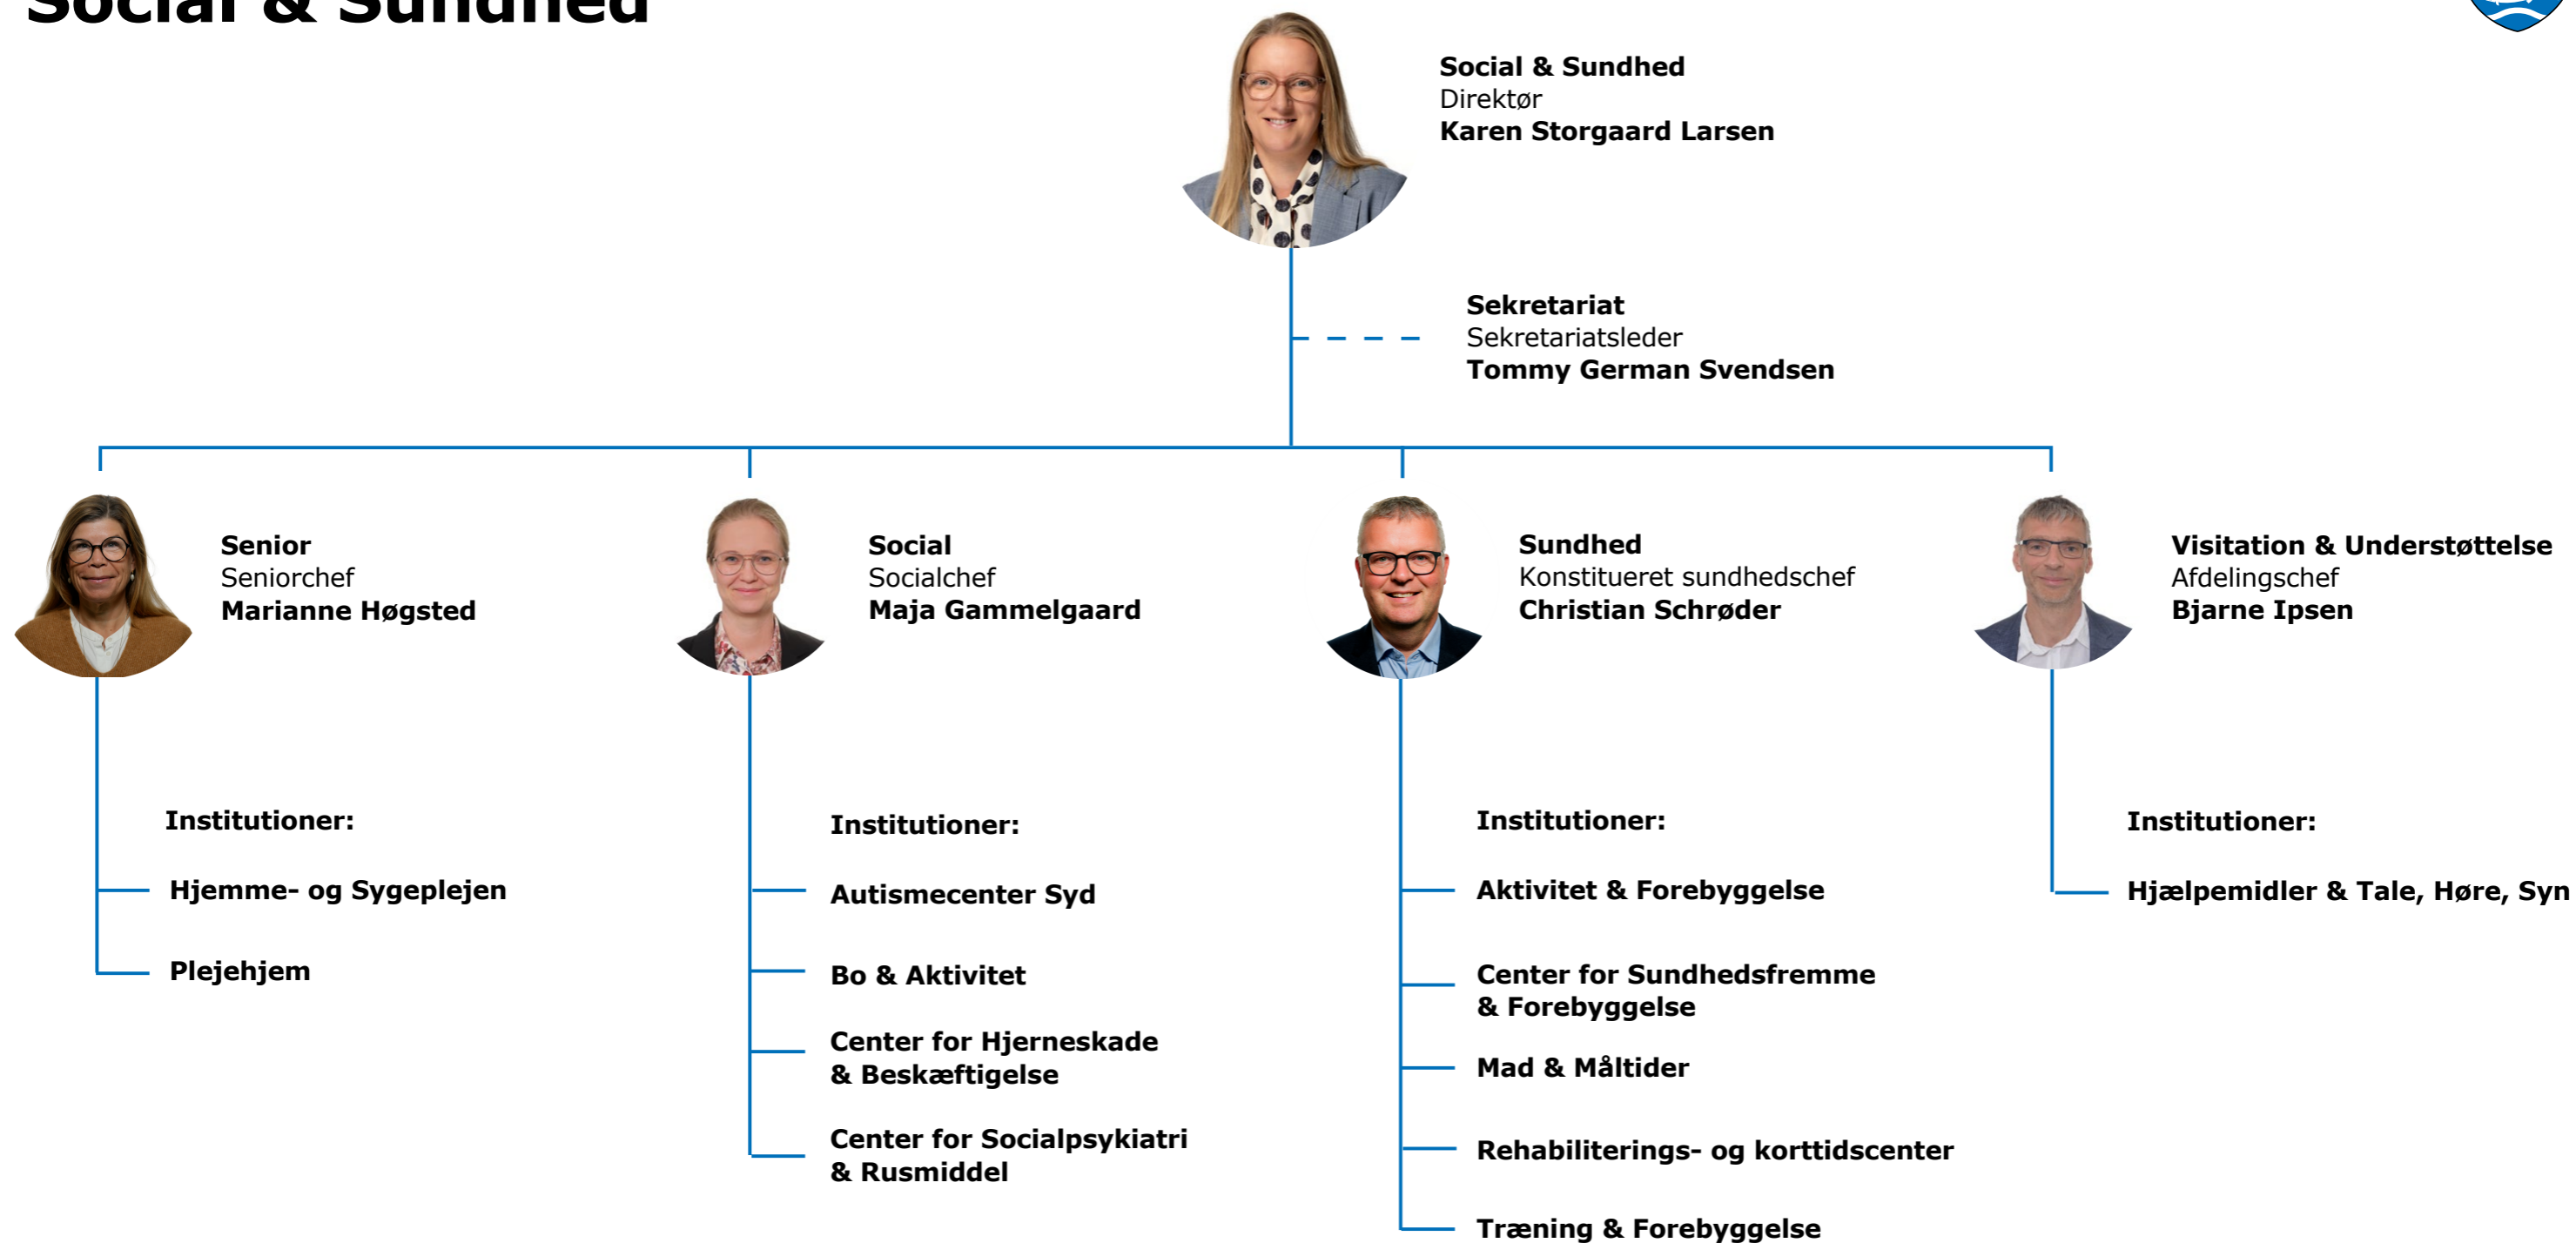 Social & Sundhed
Social & Sundhed
Direktør
Karen Storgaard Larsen
Sekretariat
Sekretariatsleder
Tommy German Svendsen
Senior
Seniorchef
Marianne Høgsted
Social
Socialchef
Maja Gammelgaard
Sundhed
Konstitueret sundhedschef
Christian Schrøder
Visitation & Understøttelse
Afdelingschef
Bjarne Ipsen
Institutioner:
Hjemme- og Sygeplejen
Plejehjem
Institutioner:
Autismecenter Syd
Bo & Aktivitet
Center for Hjerneskade
& Beskæftigelse
Center for Socialpsykiatri
& Rusmiddel
Institutioner:
Aktivitet & Forebyggelse
Center for Sundhedsfremme
& Forebyggelse
Mad & Måltider
Rehabiliterings- og korttidscenter
Træning & Forebyggelse
Institutioner:
Hjælpemidler & Tale, Høre, Syn